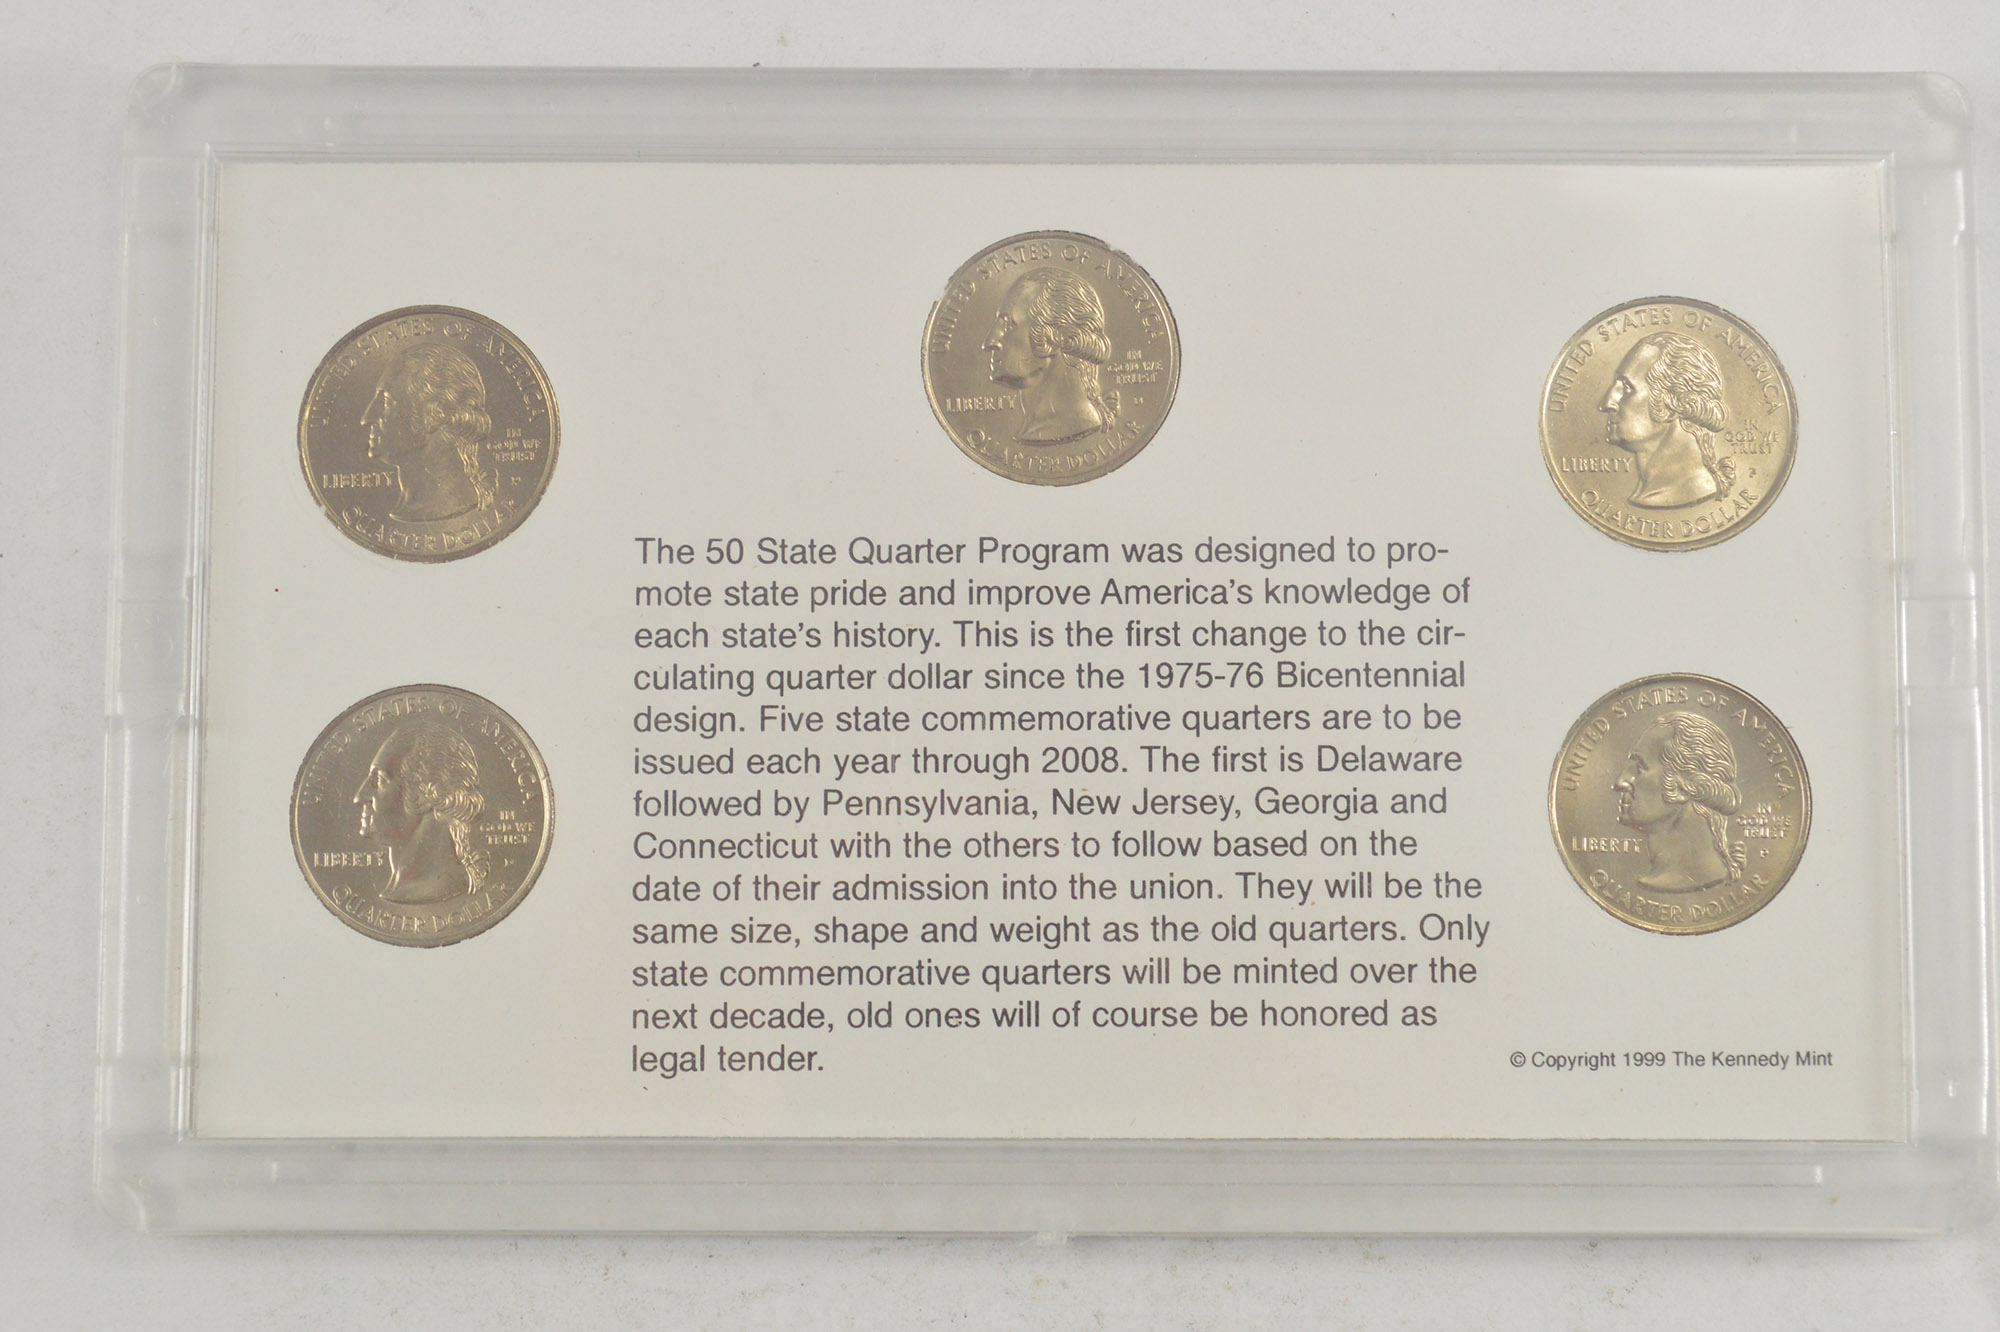 UNITED STATES OF AMERICA
IN
GOD WE
TRUST
LIBERTY
QUARTER DOLLAR
UNITED STATES OF AMERICA
IN
GOD WE
TRUST
LIBERTY
QUARTER DOLLAR
UNITED STATES OF AMERICA
IN
GOD WE
TRUST
LIBERTY
P
QUARTER DOLLAR
UNITED STATES OF AMERICA
IN
GOD WE
TRUST
LIBERTY
QUARTER DOLLAR
UNITED STATES OF AMERICA
IN
GOD WE
TRUST
LIBERTY
P
QUARTER DOLLAR
The 50 State Quarter Program was designed to pro-
mote state pride and improve America's knowledge of
each state's history. This is the first change to the cir-
culating quarter dollar since the 1975-76 Bicentennial
design. Five state commemorative quarters are to be
issued each year through 2008. The first is Delaware
followed by Pennsylvania, New Jersey, Georgia and
Connecticut with the others to follow based on the
date of their admission into the union. They will be the
same size, shape and weight as the old quarters. Only
state commemorative quarters will be minted over the
next decade, old ones will of course be honored as
legal tender.
© Copyright 1999 The Kennedy Mint